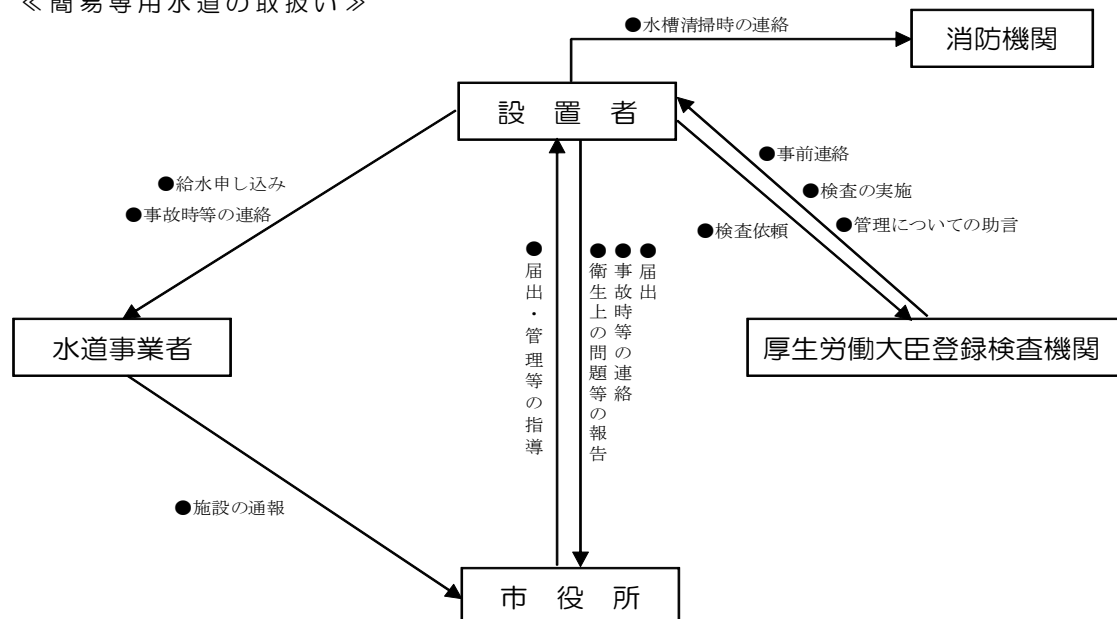 ≪簡易専用水道の取扱い≫
●水槽清掃時の連絡
消防機関
設置者
●事前連絡
●給水申し込み
●検査の実施
●事故時等の連絡
●管理についての助言
●検査依頼
●届出・管理等の指導
●届出
●事故時等の連絡
●衛生上の問題等の報告
水道事業者
厚生労働大臣登録検査機関
●施設の通報
市役所